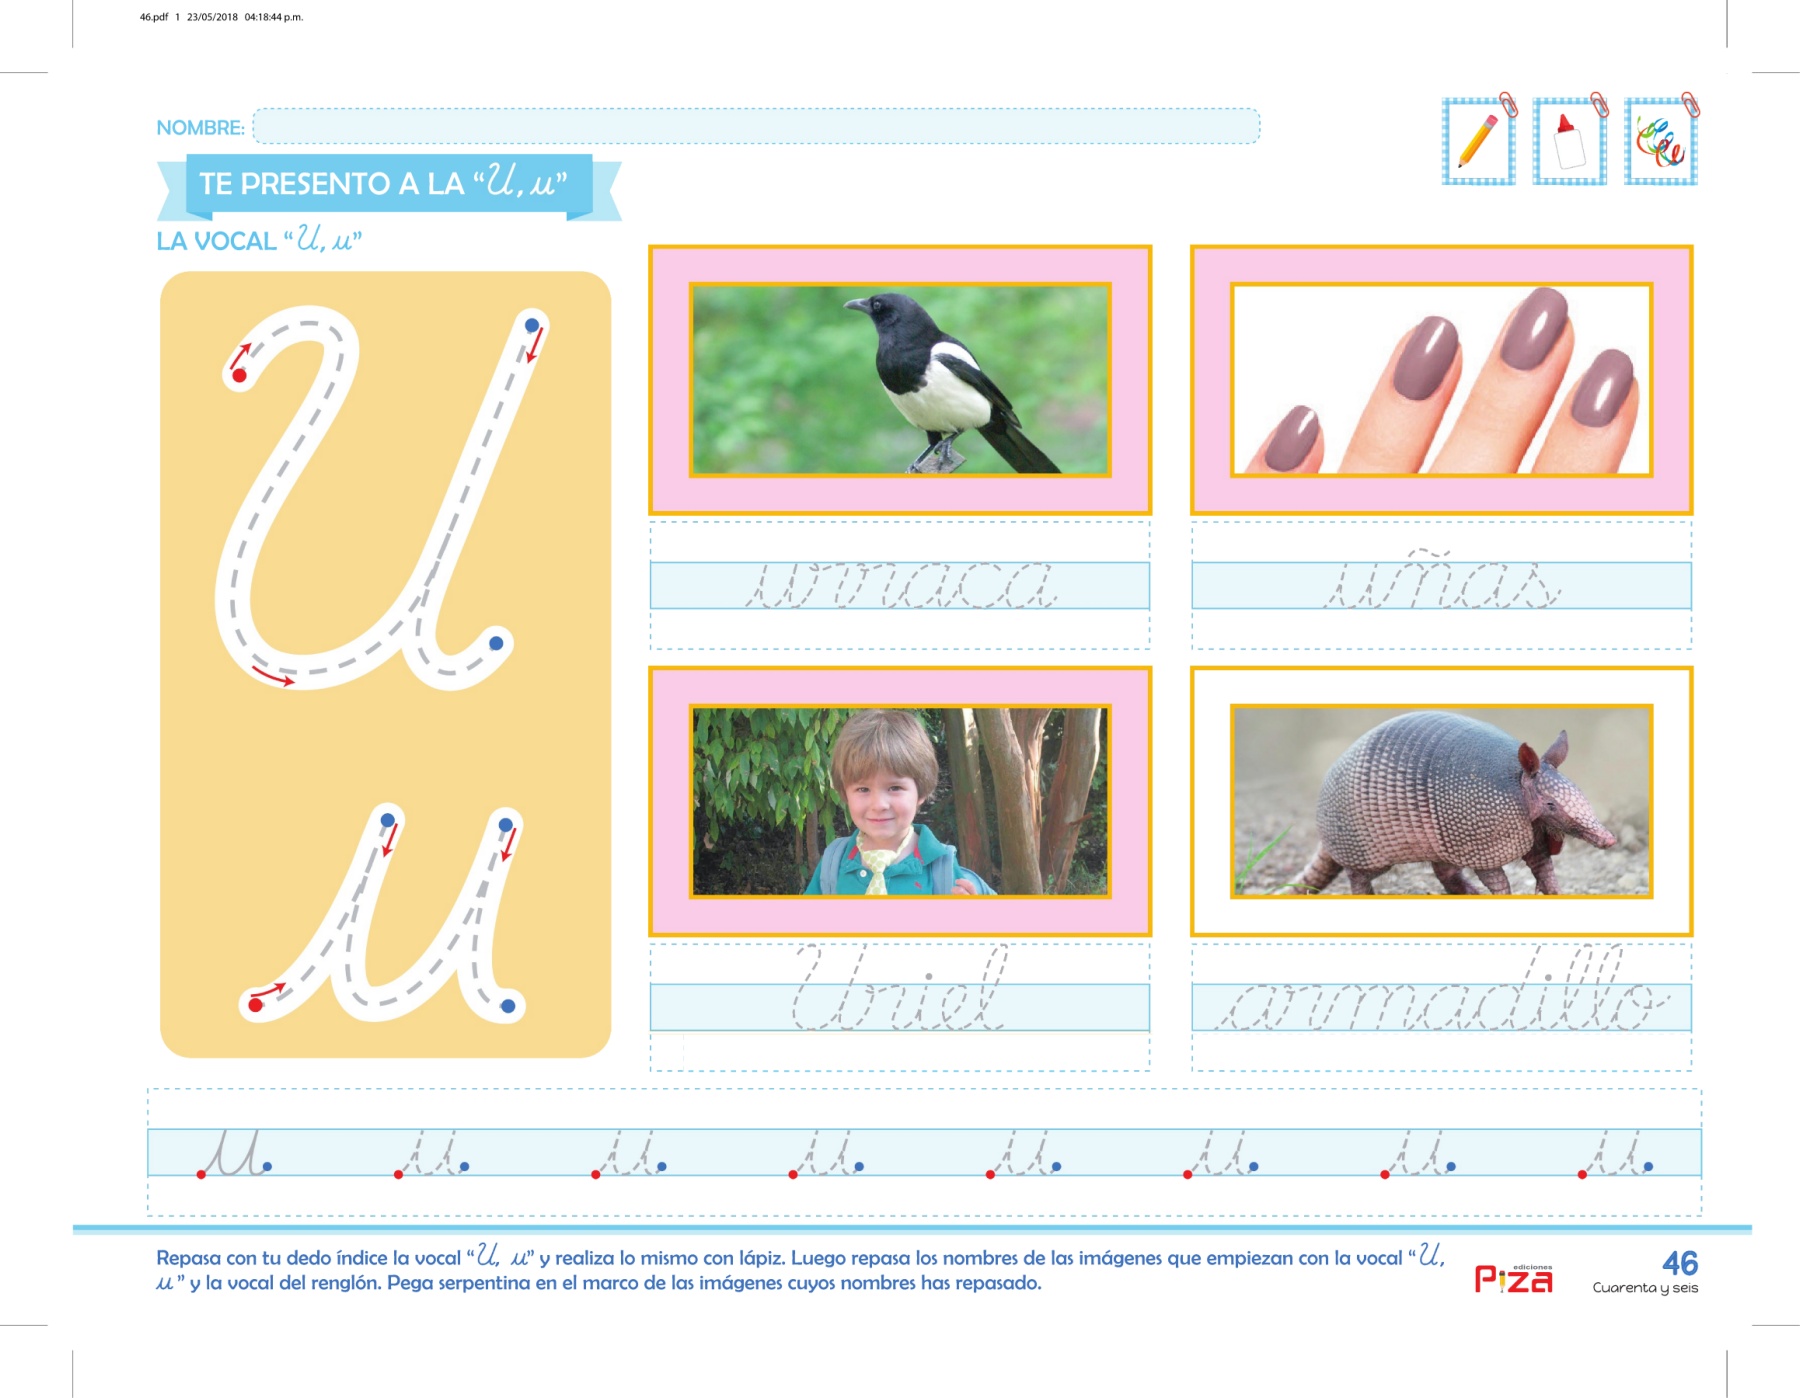 46.pdf 1 23/05/2018 04:18:44 p.m.
NOMBRE:
TE PRESENTO A LA “U, u”
LA VOCAL “U, u”
U
u
urraca
uñas
Uriel
armadillo
u u u u u u u u
Repasa con tu dedo índice la vocal “U, u” y realiza lo mismo con lápiz. Luego repasa los nombres de las imágenes que empiezan con la vocal “U,
u” y la vocal del renglón. Pega serpentina en el marco de las imágenes cuyos nombres has repasado.
ediciones
Piza
46
Cuarenta y seis